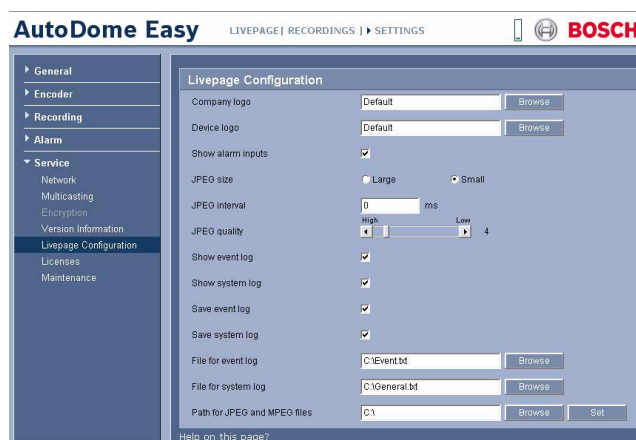 AutoDome Easy LIVEPAGE | RECORDINGS | SETTINGS BOSCH
General
Encoder
Recording
Alarm
Service
Network
Multicasting
Encryption
Version Information
Livepage Configuration
Licenses
Maintenance
Livepage Configuration
Company logo Default Browse
Device logo Default Browse
Show alarm inputs
JPEG size Large Small
JPEG interval 0 ms
High Low
JPEG quality 4
Show event log
Show system log
Save event log
Save system log
File for event log C:\Event.txt Browse
File for system log C:\General.txt Browse
Path for JPEG and MPEG files C:\ Browse Set
Help on this page?